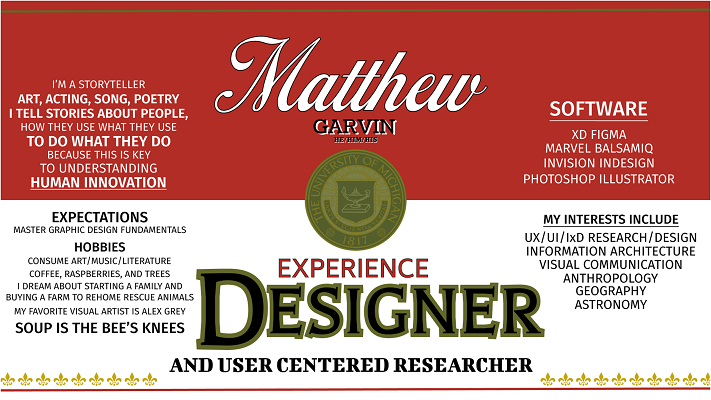 I'M A STORYTELLER
ART, ACTING, SONG, POETRY
I TELL STORIES ABOUT PEOPLE,
HOW THEY USE WHAT THEY USE
TO DO WHAT THEY DO
BECAUSE THIS IS KEY
TO UNDERSTANDING
HUMAN INNOVATION
EXPECTATIONS
MASTER GRAPHIC DESIGN FUNDAMENTALS
HOBBIES
CONSUME ART/MUSIC/LITERATURE
COFFEE, RASPBERRIES, AND TREES
I DREAM ABOUT STARTING A FAMILY AND
BUYING A FARM TO REHOME RESCUE ANIMALS
MY FAVORITE VISUAL ARTIST IS ALEX GREY
SOUP IS THE BEE'S KNEES
Matthew
GARVIN
HE/HIM/HIS
THE UNIVERSITY OF MICHIGAN
1817
EXPERIENCE
DESIGNER
AND USER CENTERED RESEARCHER
SOFTWARE
XD FIGMA
MARVEL BALSAMIQ
INVISION INDESIGN
PHOTOSHOP ILLUSTRATOR
MY INTERESTS INCLUDE
UX/UI/IxD RESEARCH/DESIGN
INFORMATION ARCHITECTURE
VISUAL COMMUNICATION
ANTHROPOLOGY
GEOGRAPHY
ASTRONOMY